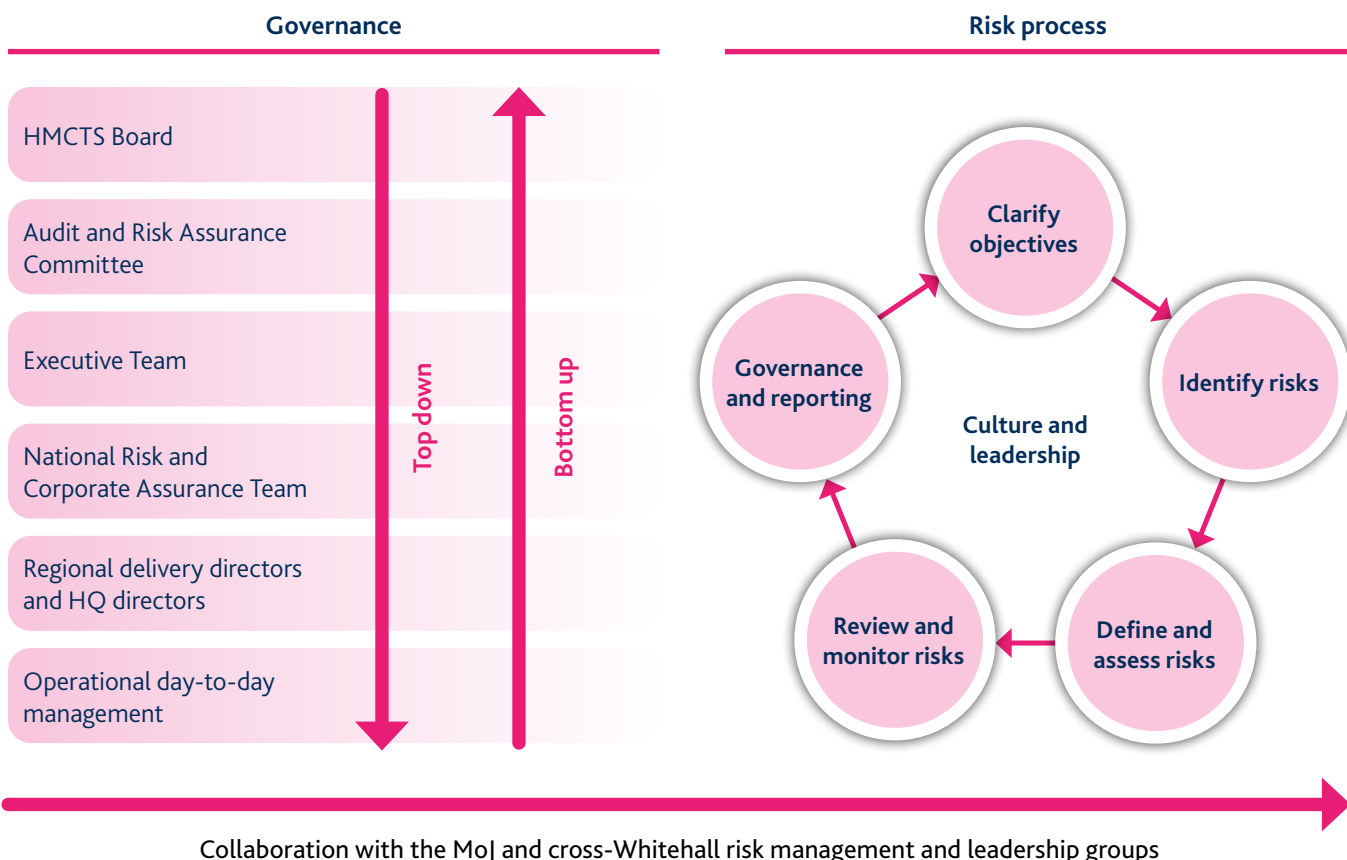 Governance
HMCTS Board
Audit and Risk Assurance
Committee
Executive Team
National Risk and
Corporate Assurance Team
Regional delivery directors
and HQ directors
Operational day-to-day
management
Top down
Bottom up
Risk process
Clarify
objectives
Identify risks
Define and
assess risks
Review and
monitor risks
Governance
and reporting
Culture and
leadership
Collaboration with the MoJ and cross-Whitehall risk management and leadership groups